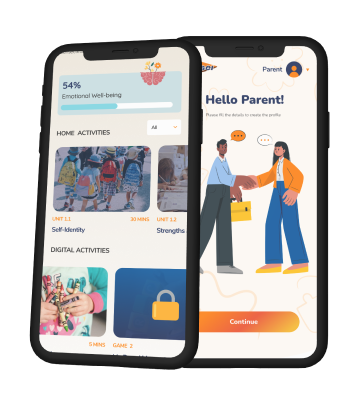 54%
Emotional Well-being
All
HOME ACTIVITIES
UNIT 1.1
30 MINS
UNIT 1.2
Self-Identity
Strengths
DIGITAL ACTIVITIES
5 MINS
GAME 2
Parent
Hello Parent!
Please fill the details to create the profile
Continue